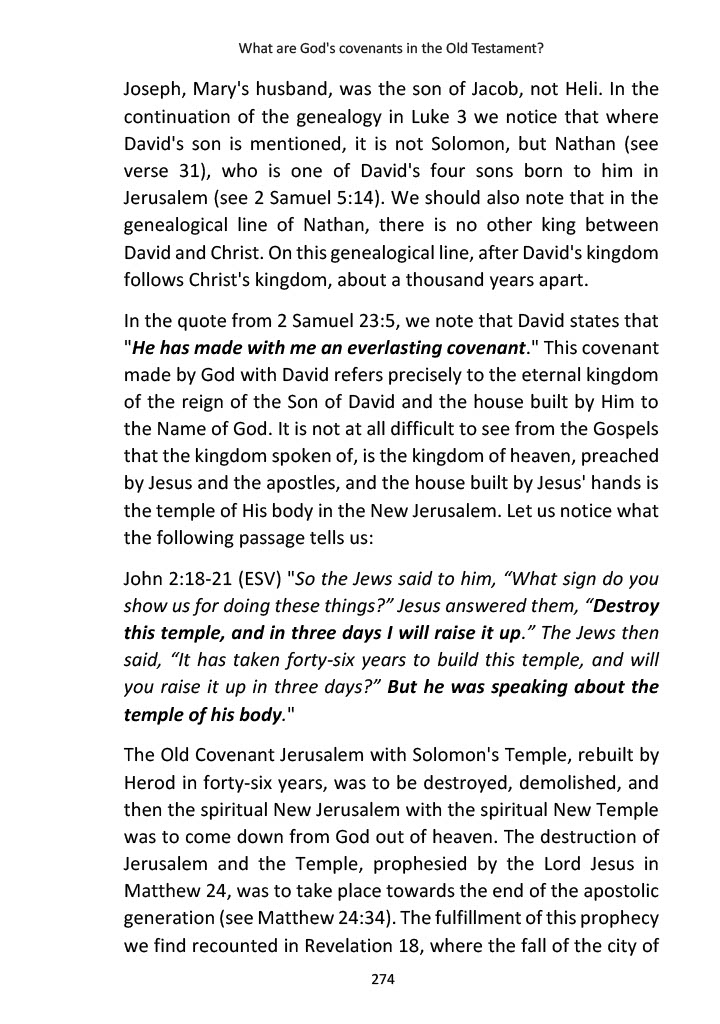 What are God's covenants in the Old Testament?
Joseph, Mary's husband, was the son of Jacob, not Heli. In the
continuation of the genealogy in Luke 3 we notice that where
David's son is mentioned, it is not Solomon, but Nathan (see
verse 31), who is one of David's four sons born to him in
Jerusalem (see 2 Samuel 5:14). We should also note that in the
genealogical line of Nathan, there is no other king between
David and Christ. On this genealogical line, after David's kingdom
follows Christ's kingdom, about a thousand years apart.
In the quote from 2 Samuel 23:5, we note that David states that
"He has made with me an everlasting covenant." This covenant
made by God with David refers precisely to the eternal kingdom
of the reign of the Son of David and the house built by Him to
the Name of God. It is not at all difficult to see from the Gospels
that the kingdom spoken of, is the kingdom of heaven, preached
by Jesus and the apostles, and the house built by Jesus' hands is
the temple of His body in the New Jerusalem. Let us notice what
the following passage tells us:
John 2:18-21 (ESV) "So the Jews said to him, “What sign do you
show us for doing these things?” Jesus answered them, “Destroy
this temple, and in three days I will raise it up.” The Jews then
said, “It has taken forty-six years to build this temple, and will
you raise it up in three days?” But he was speaking about the
temple of his body."
The Old Covenant Jerusalem with Solomon's Temple, rebuilt by
Herod in forty-six years, was to be destroyed, demolished, and
then the spiritual New Jerusalem with the spiritual New Temple
was to come down from God out of heaven. The destruction of
Jerusalem and the Temple, prophesied by the Lord Jesus in
Matthew 24, was to take place towards the end of the apostolic
generation (see Matthew 24:34). The fulfillment of this prophecy
we find recounted in Revelation 18, where the fall of the city of
274